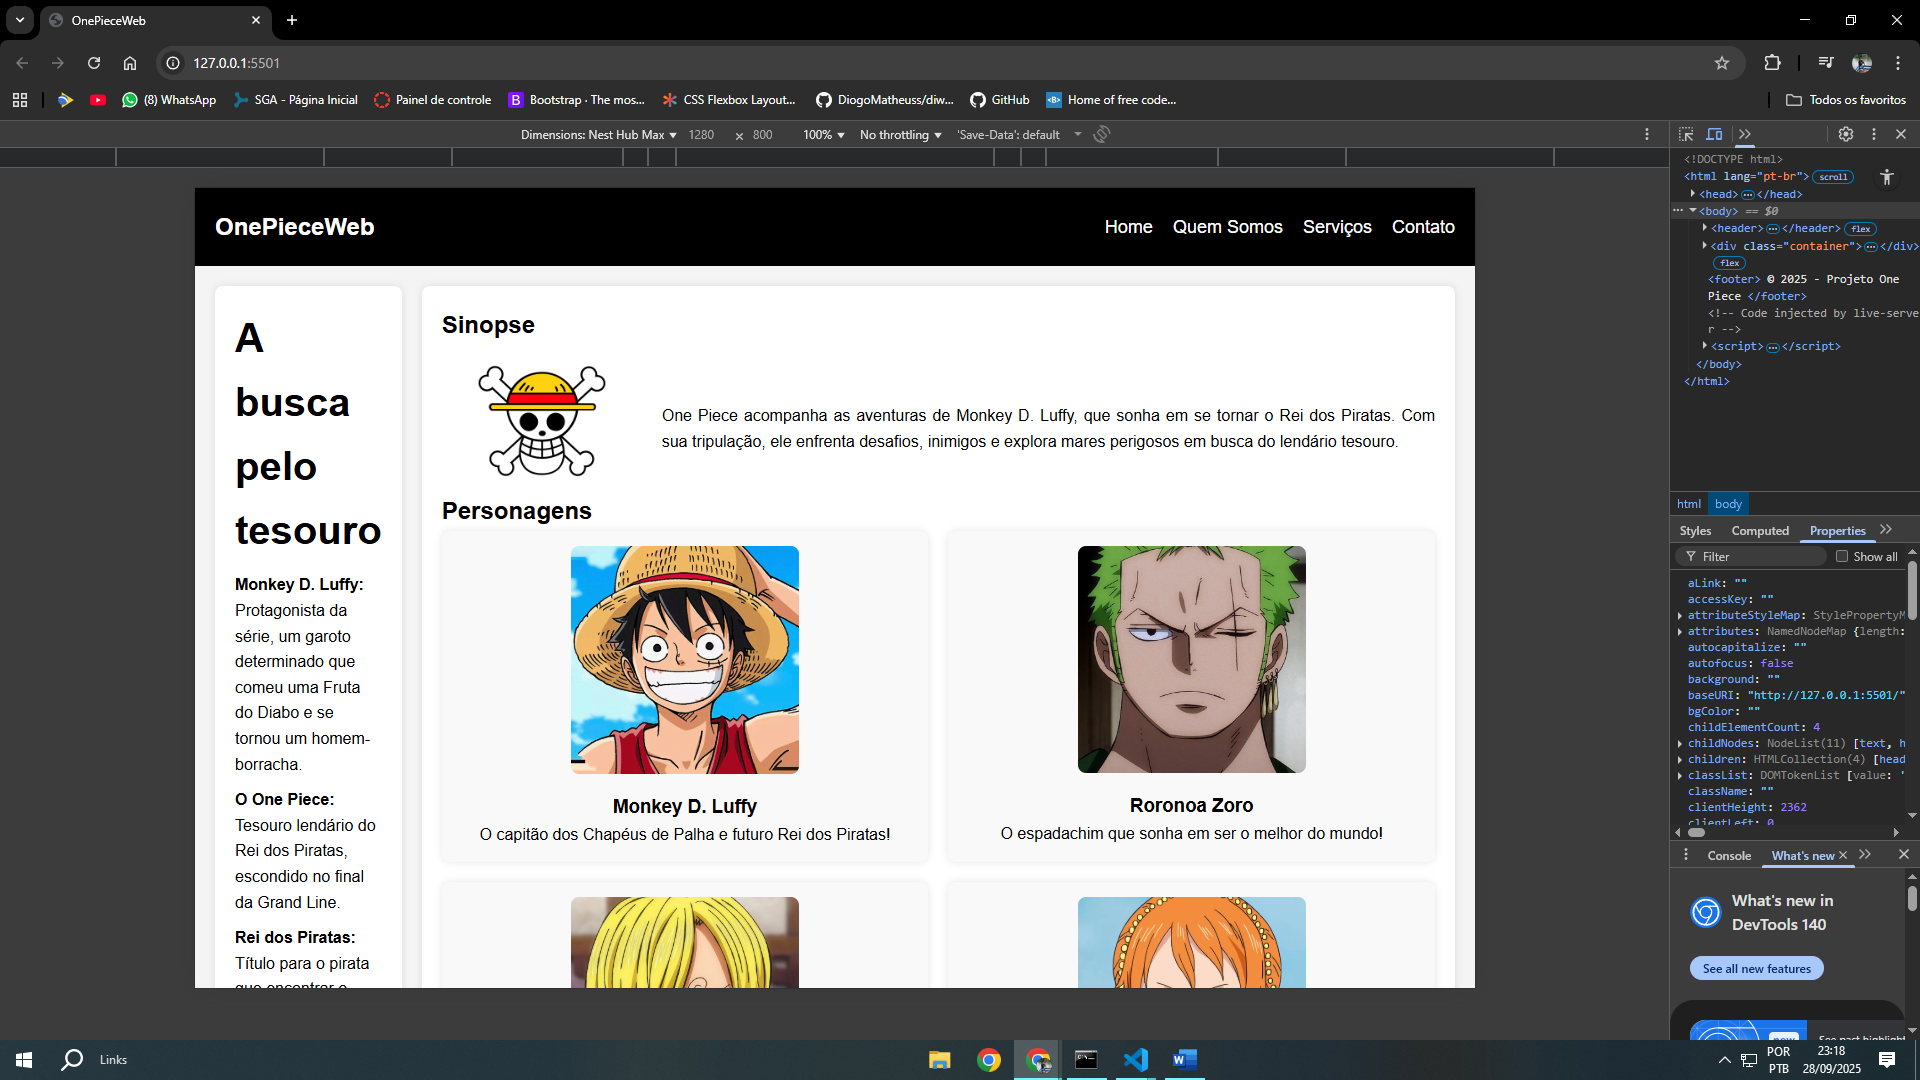 OnePieceWeb
127.0.0.1:5501
(8) WhatsApp
SGA - Página Inicial
Painel de controle
Bootstrap · The mos...
CSS Flexbox Layout...
DiogoMatheuss/diw...
GitHub
Home of free code...
Todos os favoritos
Dimensions: Nest Hub Max
1280
×
800
100%
No throttling
'Save-Data': default
OnePieceWeb
Home
Quem Somos
Serviços
Contato
A
busca
pelo
tesouro
Monkey D. Luffy:
Protagonista da
série, um garoto
determinado que
comeu uma Fruta
do Diabo e se
tornou um homem-
borracha.
O One Piece:
Tesouro lendário do
Rei dos Piratas,
escondido no final
da Grand Line.
Rei dos Piratas:
Título para o pirata
que encontrar o
Sinopse
One Piece acompanha as aventuras de Monkey D. Luffy, que sonha em se tornar o Rei dos Piratas. Com
sua tripulação, ele enfrenta desafios, inimigos e explora mares perigosos em busca do lendário tesouro.
Personagens
Monkey D. Luffy
O capitão dos Chapéus de Palha e futuro Rei dos Piratas!
Roronoa Zoro
O espadachim que sonha em ser o melhor do mundo!
<!DOCTYPE html>
<html lang="pt-br"> scroll
<head> ⋯ </head>
⋯ <body> == $0
<header> ⋯ </header> flex
<div class="container"> ⋯ </div>
flex
<footer> © 2025 - Projeto One
Piece </footer>
<!-- Code injected by live-serve
r -->
<script> ⋯ </script>
</body>
</html>
html
body
Styles
Computed
Properties
Filter
Show all
aLink: ""
accessKey: ""
attributeStyleMap: StylePropertyM
attributes: NamedNodeMap {length:
autocapitalize: ""
autofocus: false
background: ""
baseURI: "http://127.0.0.1:5501/"
bgColor: ""
childElementCount: 4
childNodes: NodeList(11) [text, h
children: HTMLCollection(4) [head
classList: DOMTokenList [value: '
className: ""
clientHeight: 2362
clientLeft: 0
Console
What's new
What's new in
DevTools 140
See all new features
See past highlight
Links
POR
PTB
23:18
28/09/2025